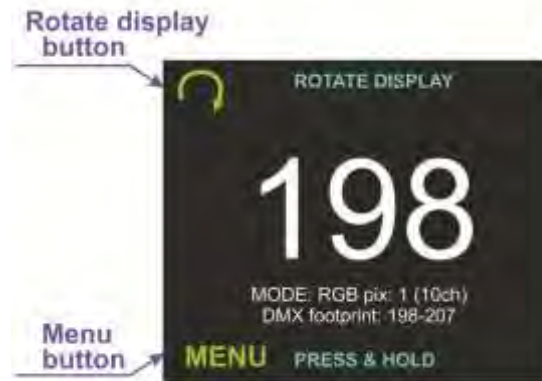 Rotate display
button
ROTATE DISPLAY
198
MODE: RGB pix: 1 (10ch)
DMX footprint: 198-207
Menu
button
MENU PRESS & HOLD